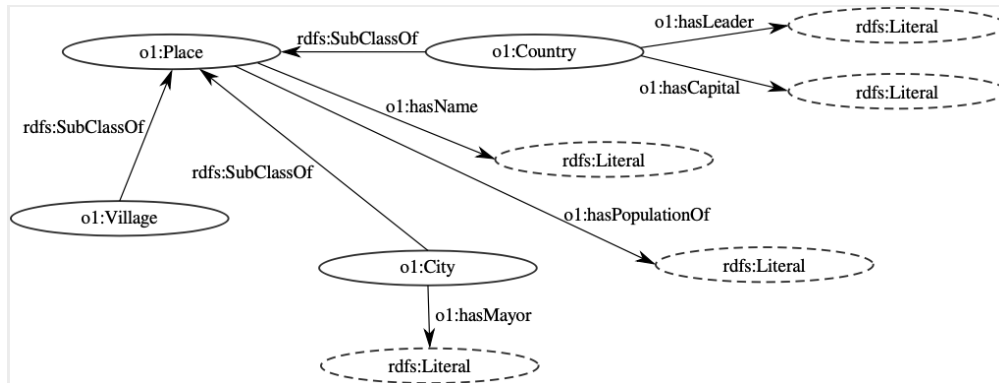 o1:hasLeader
rdfs:Literal
rdfs:SubClassOf
o1:Place
o1:Country
o1:hasCapital
rdfs:Literal
o1:hasName
rdfs:SubClassOf
rdfs:Literal
rdfs:SubClassOf
o1:Village
o1:hasPopulationOf
o1:City
rdfs:Literal
o1:hasMayor
rdfs:Literal